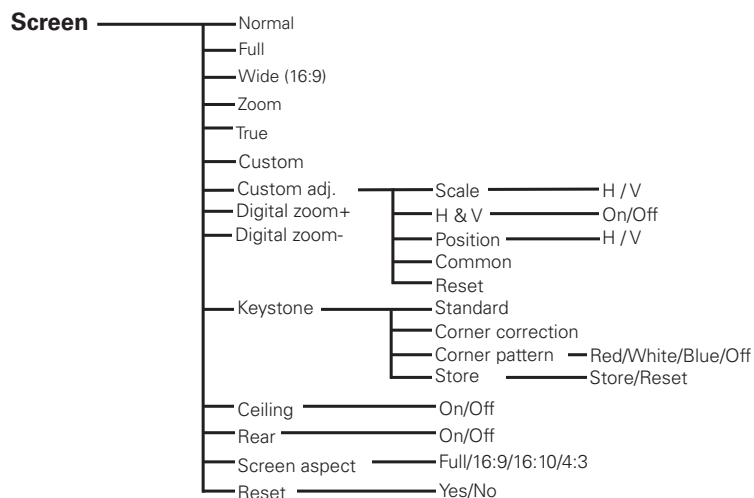 Screen
Normal
Full
Wide (16:9)
Zoom
True
Custom
Custom adj.
Scale
H / V
H & V
On/Off
Position
H / V
Common
Reset
Digital zoom+
Digital zoom-
Keystone
Standard
Corner correction
Corner pattern
Red/White/Blue/Off
Store
Store/Reset
Ceiling
On/Off
Rear
On/Off
Screen aspect
Full/16:9/16:10/4:3
Reset
Yes/No